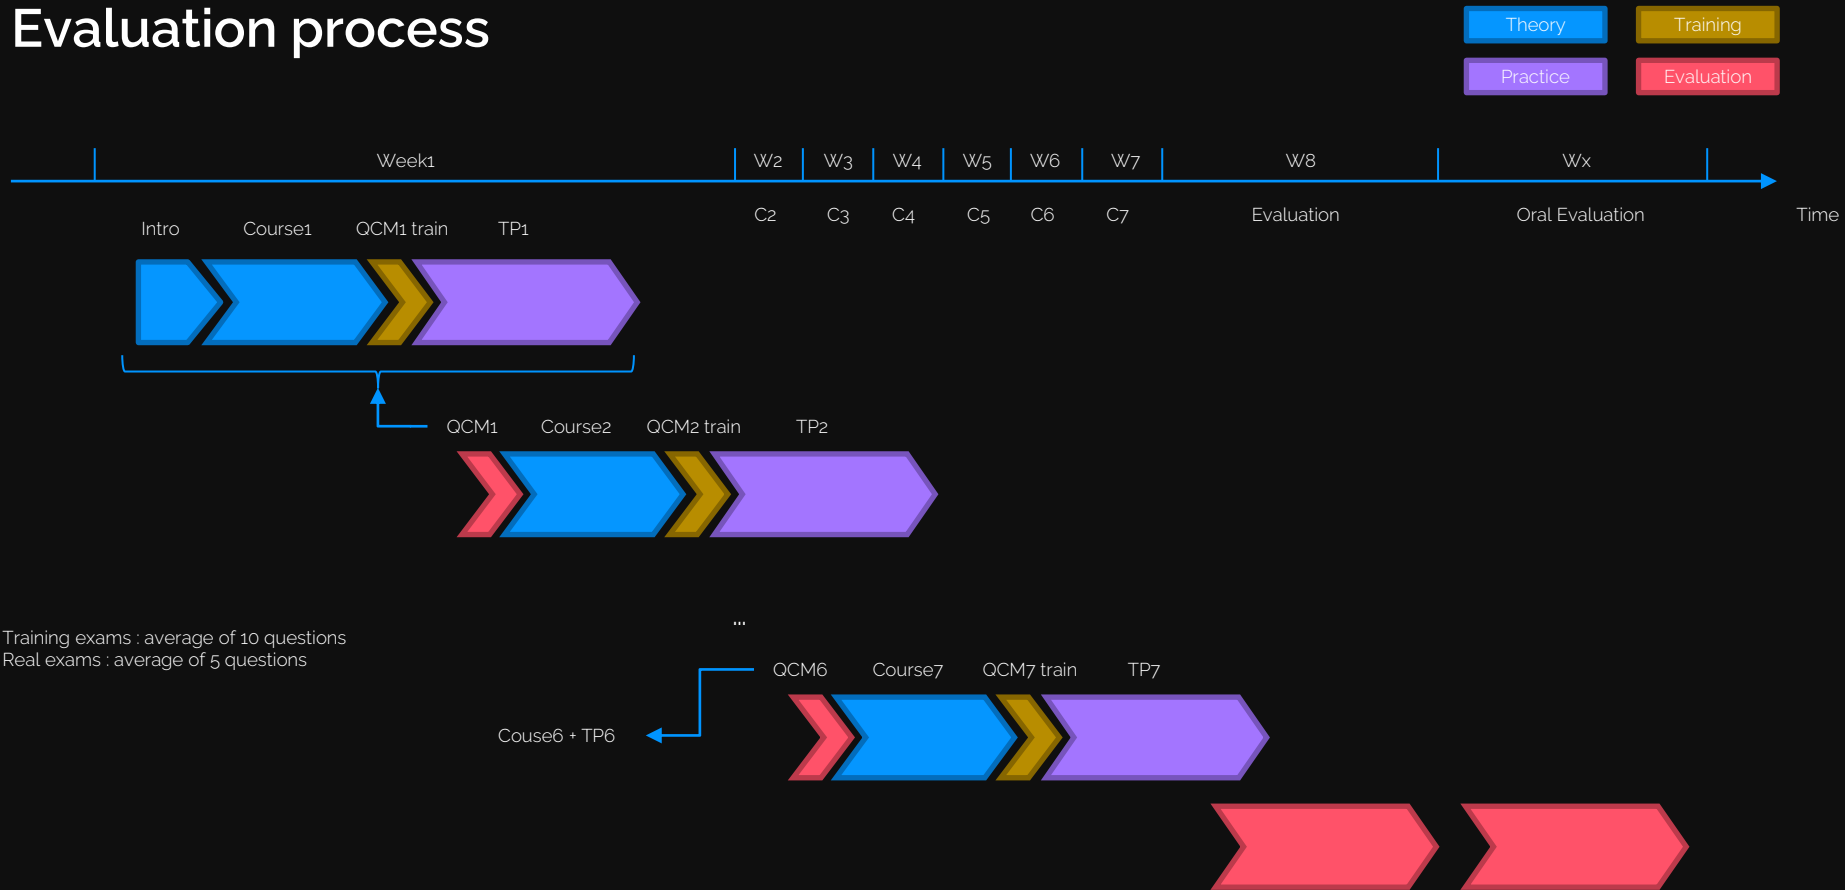 Evaluation process
Theory
Training
Practice
Evaluation
Week1
W2
W3
W4
W5
W6
W7
W8
Wx
C2
C3
C4
C5
C6
C7
Evaluation
Oral Evaluation
Time
Intro
Course1
QCM1 train
TP1
QCM1
Course2
QCM2 train
TP2
...
Training exams : average of 10 questions
Real exams : average of 5 questions
QCM6
Course7
QCM7 train
TP7
Couse6 + TP6